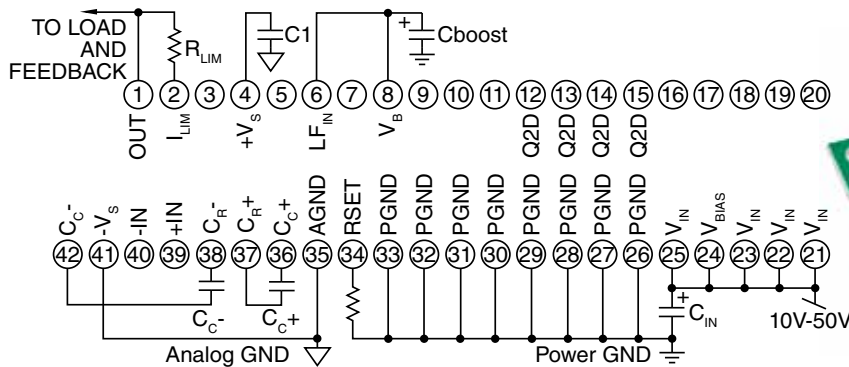 TO LOAD
AND
FEEDBACK
R_LIM
C1
+
Cboost
1 2 3 4 5 6 7 8 9 10 11 12 13 14 15 16 17 18 19 20
OUT I_LIM +V_S LF_IN V_B Q2D Q2D Q2D Q2D
C_C- -V_S -IN +IN C_R- C_R+ C_C+ AGND RSET PGND PGND PGND PGND PGND PGND PGND PGND V_IN V_BIAS V_IN V_IN V_IN
42 41 40 39 38 37 36 35 34 33 32 31 30 29 28 27 26 25 24 23 22 21
C_C- C_C+
+
C_IN
10V-50V
Analog GND
Power GND